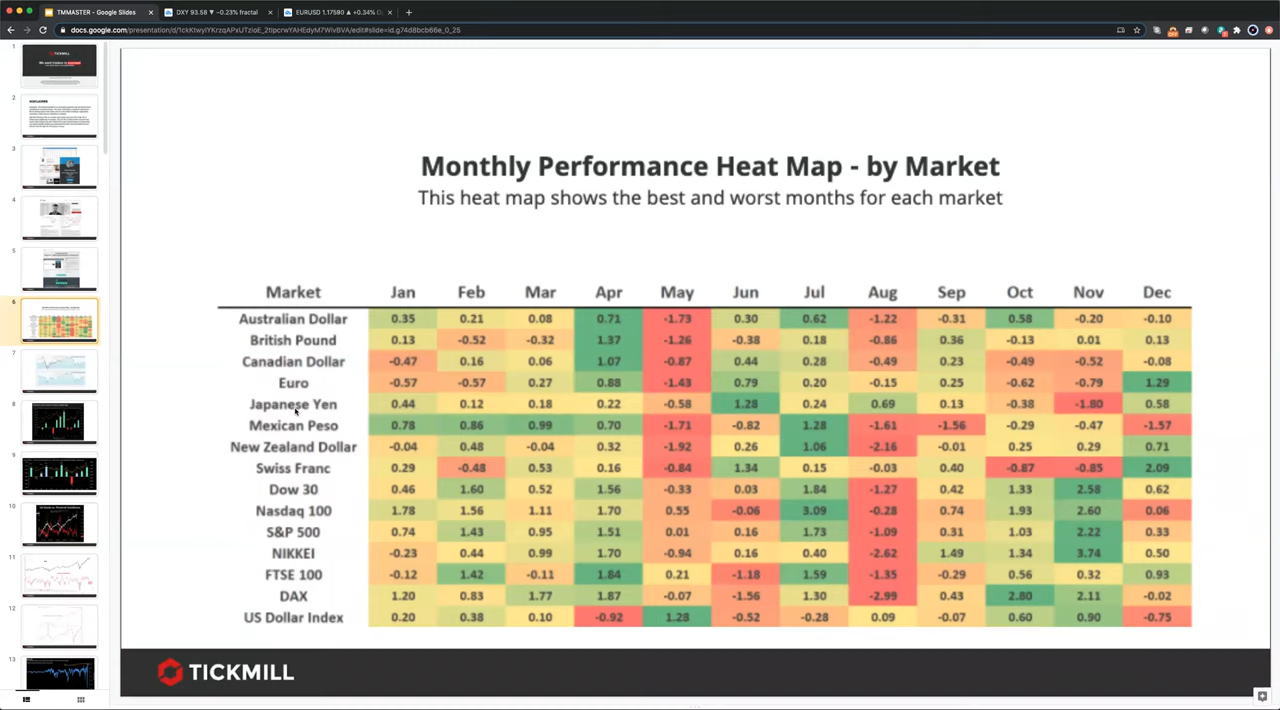 TMMASTER - Google Slides
DXY 93.58 ▼ −0.23% fractal
EURUSD 1.17590 ▲ +0.34%
TICKMILL
DISCLAIMER
1
2
3
4
5
6
7
8
9
10
11
12
13
Monthly Performance Heat Map - by Market
This heat map shows the best and worst months for each market
Market Jan Feb Mar Apr May Jun Jul Aug Sep Oct Nov Dec
Australian Dollar 0.35 0.21 0.08 0.71 -1.73 0.30 0.62 -1.22 -0.31 0.58 -0.20 -0.10
British Pound 0.13 -0.52 -0.32 1.37 -1.26 -0.38 0.18 -0.86 0.36 -0.13 0.01 0.13
Canadian Dollar -0.47 0.16 0.06 1.07 -0.87 0.44 0.28 -0.49 0.23 -0.49 -0.52 -0.08
Euro -0.57 -0.57 0.27 0.88 -1.43 0.79 0.20 -0.15 0.25 -0.62 -0.79 1.29
Japanese Yen 0.44 0.12 0.18 0.22 -0.58 1.28 0.24 0.69 0.13 -0.38 -1.80 0.58
Mexican Peso 0.78 0.86 0.99 0.70 -1.71 -0.82 1.28 -1.61 -1.56 -0.29 -0.47 -1.57
New Zealand Dollar -0.04 0.48 -0.04 0.32 -1.92 0.26 1.06 -2.16 -0.01 0.25 0.29 0.71
Swiss Franc 0.29 -0.48 0.53 0.16 -0.84 1.34 0.15 -0.03 0.40 -0.87 -0.85 2.09
Dow 30 0.46 1.60 0.52 1.56 -0.33 0.03 1.84 -1.27 0.42 1.33 2.58 0.62
Nasdaq 100 1.78 1.56 1.11 1.70 0.55 -0.06 3.09 -0.28 0.74 1.93 2.60 0.06
S&P 500 0.74 1.43 0.95 1.51 0.01 0.16 1.73 -1.09 0.31 1.03 2.22 0.33
NIKKEI -0.23 0.44 0.99 1.70 -0.94 0.16 0.40 -2.62 1.49 1.34 3.74 0.50
FTSE 100 -0.12 1.42 -0.11 1.84 0.21 -1.18 1.59 -1.35 -0.29 0.56 0.32 0.93
DAX 1.20 0.83 1.77 1.87 -0.07 -1.56 1.30 -2.99 0.43 2.80 2.11 -0.02
US Dollar Index 0.20 0.38 0.10 -0.92 1.28 -0.52 -0.28 0.09 -0.07 0.60 0.90 -0.75
TICKMILL